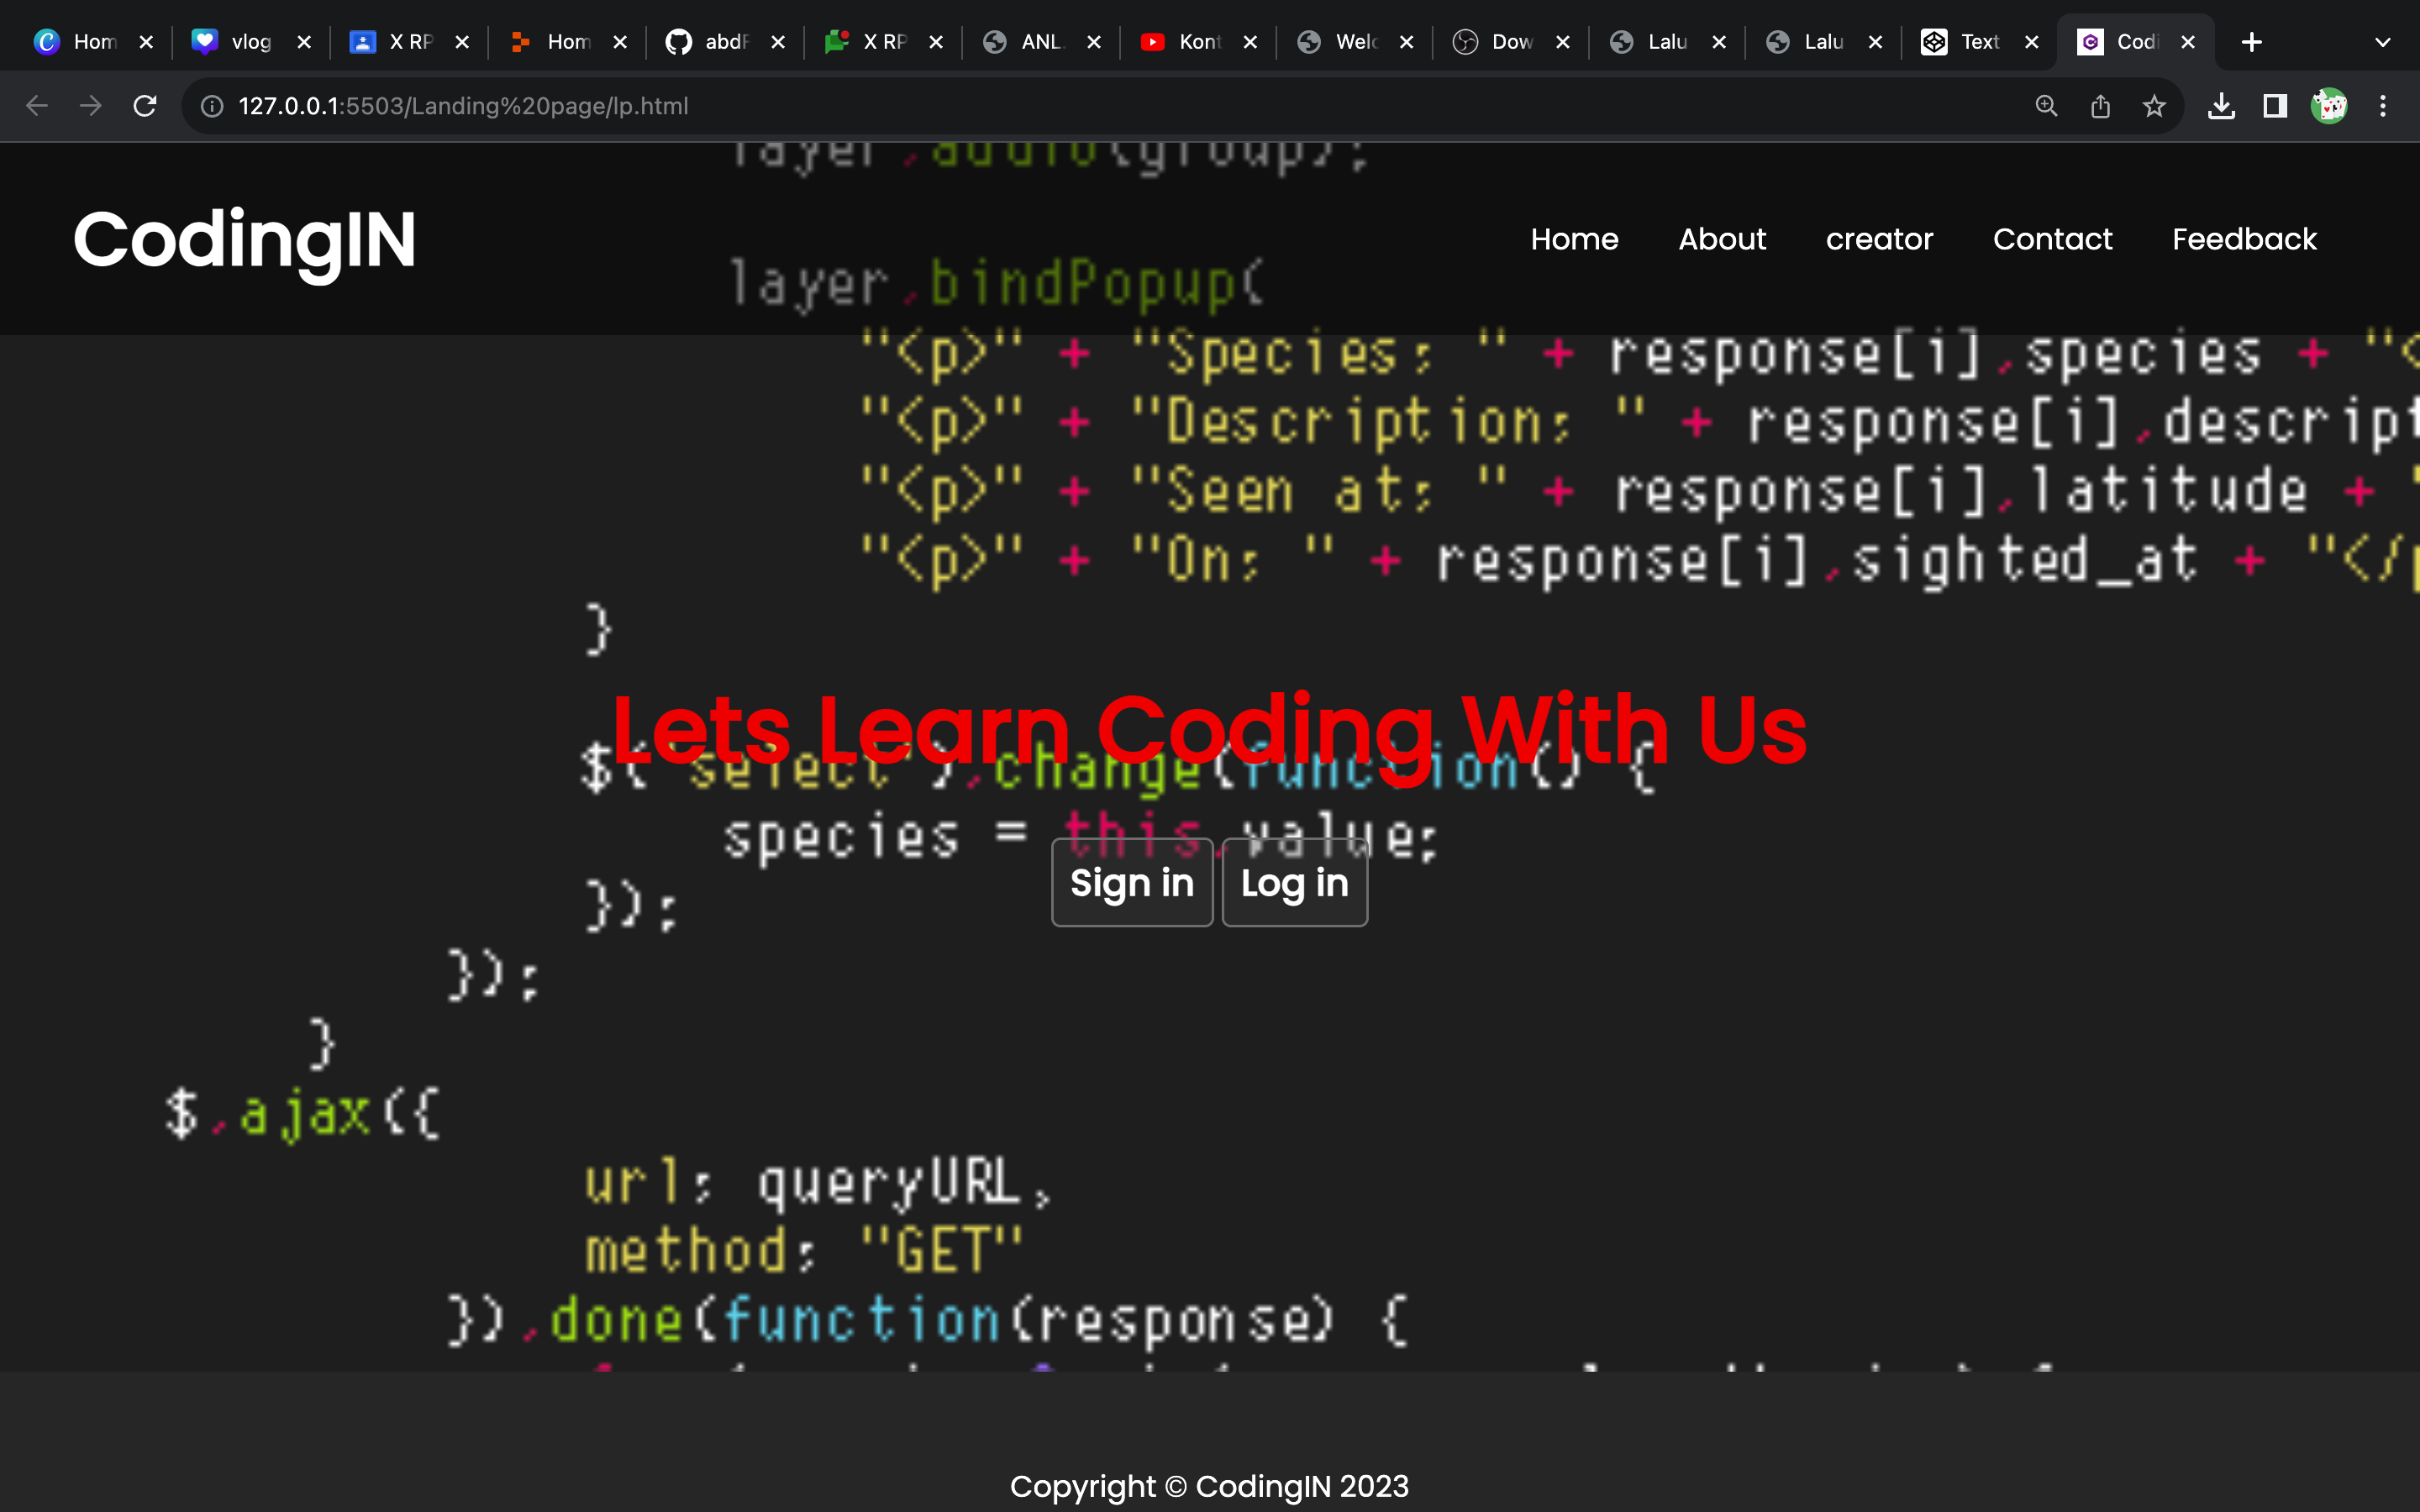 Hom vlog X RP Hom abdF X RP ANL. Kont Welc Dow Lalu Lalu Text Codi
127.0.0.1:5503/Landing%20page/lp.html
layer.addTo(group);
CodingIN
Home About creator Contact Feedback
layer.bindPopup(
"<p>" + "Species: " + response[i].species + "<
"<p>" + "Description: " + response[i].descript
"<p>" + "Seen at: " + response[i].latitude + "
"<p>" + "On: " + response[i].sighted_at + "</p
}
Lets Learn Coding With Us
$("select").change(function() {
species = this.value;
Sign in Log in
});
});
}
$.ajax({
url: queryURL,
method: "GET"
}).done(function(response) {
Copyright © CodingIN 2023